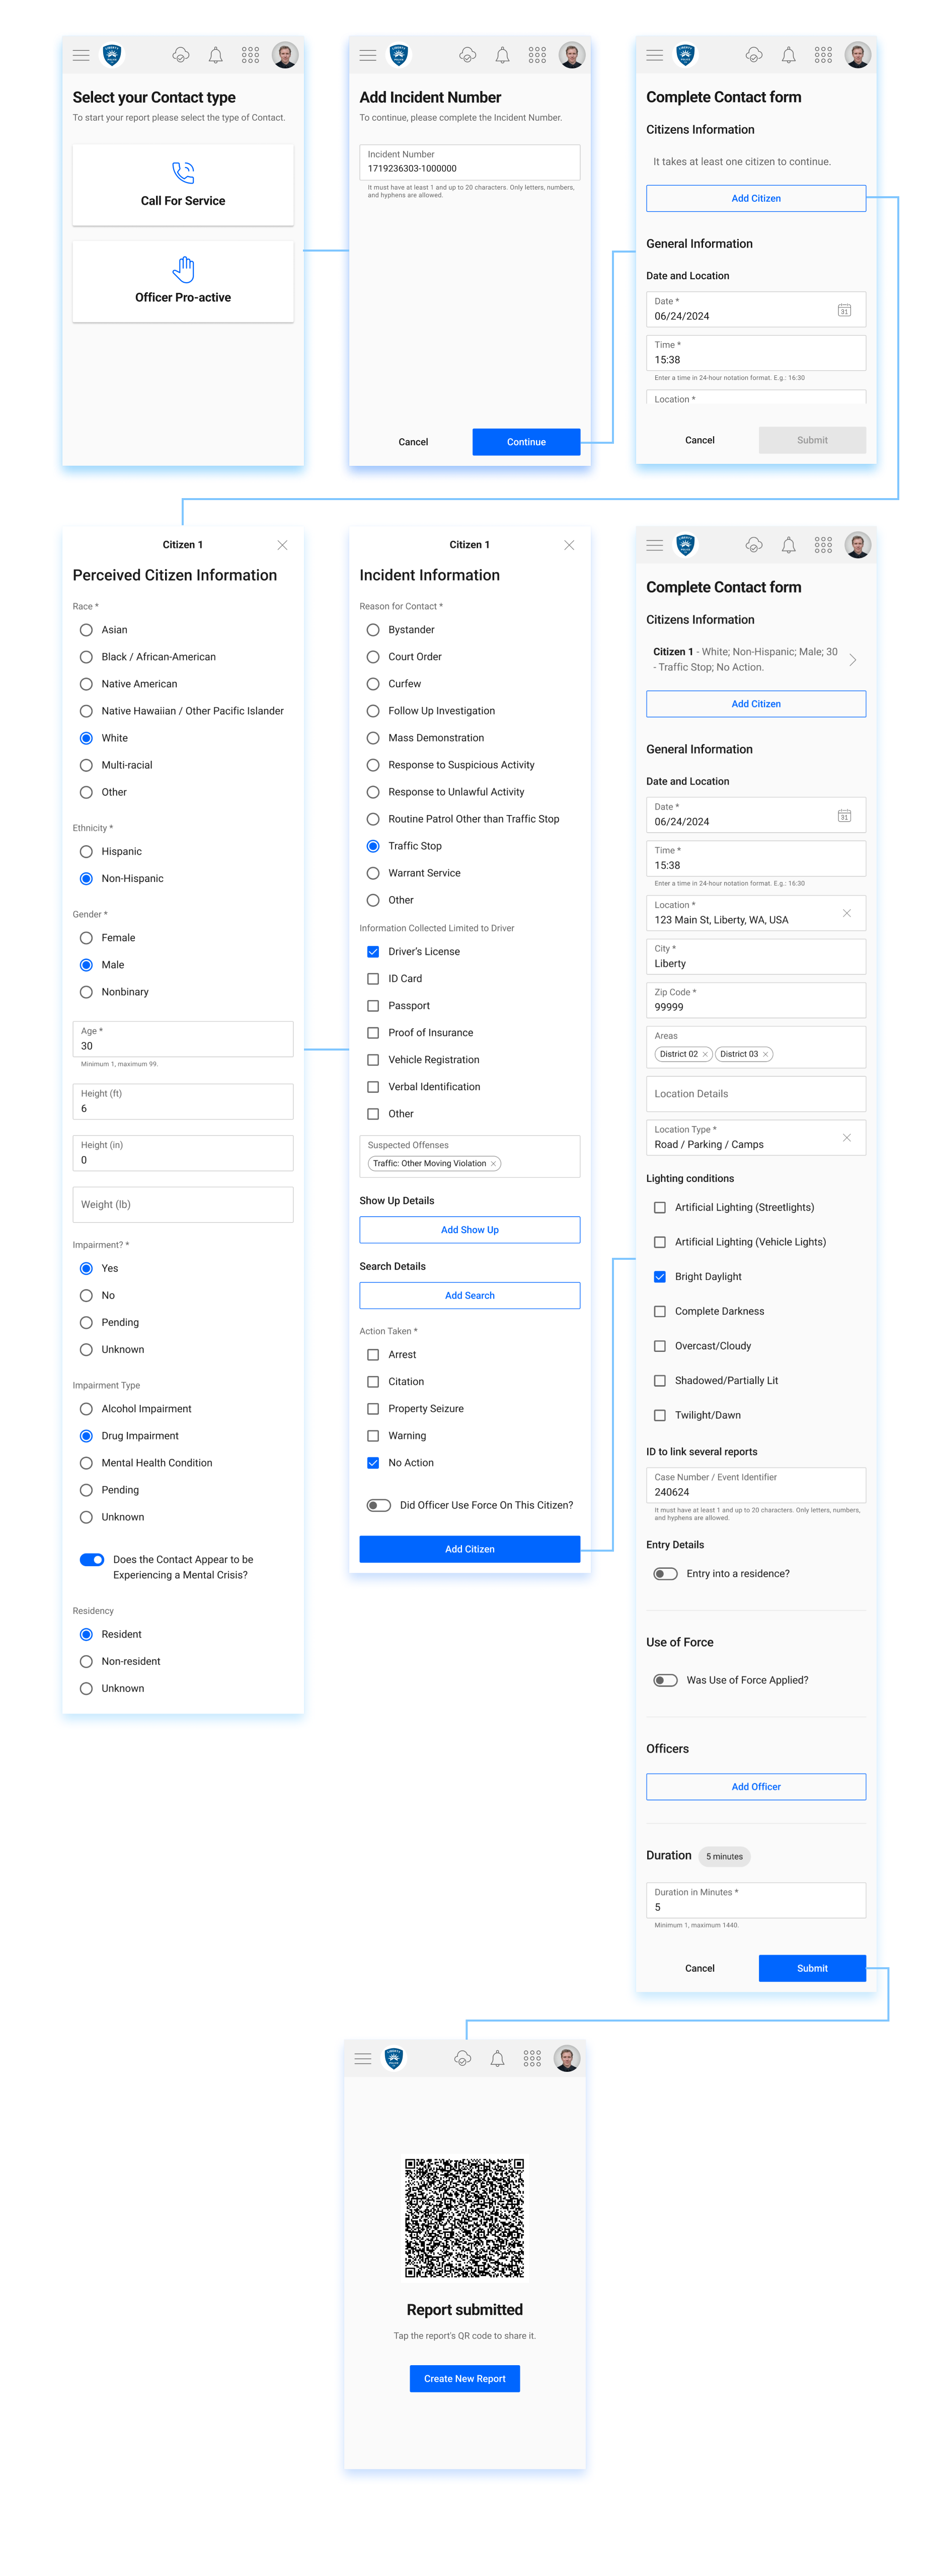 Select your Contact type
To start your report please select the type of Contact.
Call For Service
Officer Pro-active
Add Incident Number
To continue, please complete the Incident Number.
Incident Number
1719236303-1000000
It must have at least 1 and up to 20 characters. Only letters, numbers,
and hyphens are allowed.
Cancel
Continue
Complete Contact form
Citizens Information
It takes at least one citizen to continue.
Add Citizen
General Information
Date and Location
Date *
06/24/2024
31
Time *
15:38
Enter a time in 24-hour notation format. E.g.: 16:30
Location *
Cancel
Submit
Citizen 1
Perceived Citizen Information
Race *
Asian
Black / African-American
Native American
Native Hawaiian / Other Pacific Islander
White
Multi-racial
Other
Ethnicity *
Hispanic
Non-Hispanic
Gender *
Female
Male
Nonbinary
Age *
30
Minimum 1, maximum 99.
Height (ft)
6
Height (in)
0
Weight (lb)
Impairment? *
Yes
No
Pending
Unknown
Impairment Type
Alcohol Impairment
Drug Impairment
Mental Health Condition
Pending
Unknown
Does the Contact Appear to be
Experiencing a Mental Crisis?
Residency
Resident
Non-resident
Unknown
Citizen 1
Incident Information
Reason for Contact *
Bystander
Court Order
Curfew
Follow Up Investigation
Mass Demonstration
Response to Suspicious Activity
Response to Unlawful Activity
Routine Patrol Other than Traffic Stop
Traffic Stop
Warrant Service
Other
Information Collected Limited to Driver
Driver's License
ID Card
Passport
Proof of Insurance
Vehicle Registration
Verbal Identification
Other
Suspected Offenses
Traffic: Other Moving Violation
Show Up Details
Add Show Up
Search Details
Add Search
Action Taken *
Arrest
Citation
Property Seizure
Warning
No Action
Did Officer Use Force On This Citizen?
Add Citizen
Complete Contact form
Citizens Information
Citizen 1 - White; Non-Hispanic; Male; 30
- Traffic Stop; No Action.
Add Citizen
General Information
Date and Location
Date *
06/24/2024
31
Time *
15:38
Enter a time in 24-hour notation format. E.g.: 16:30
Location *
123 Main St, Liberty, WA, USA
City *
Liberty
Zip Code *
99999
Areas
District 02
District 03
Location Details
Location Type *
Road / Parking / Camps
Lighting conditions
Artificial Lighting (Streetlights)
Artificial Lighting (Vehicle Lights)
Bright Daylight
Complete Darkness
Overcast/Cloudy
Shadowed/Partially Lit
Twilight/Dawn
ID to link several reports
Case Number / Event Identifier
240624
It must have at least 1 and up to 20 characters. Only letters, numbers,
and hyphens are allowed.
Entry Details
Entry into a residence?
Use of Force
Was Use of Force Applied?
Officers
Add Officer
Duration
5 minutes
Duration in Minutes *
5
Minimum 1, maximum 1440.
Cancel
Submit
Report submitted
Tap the report's QR code to share it.
Create New Report